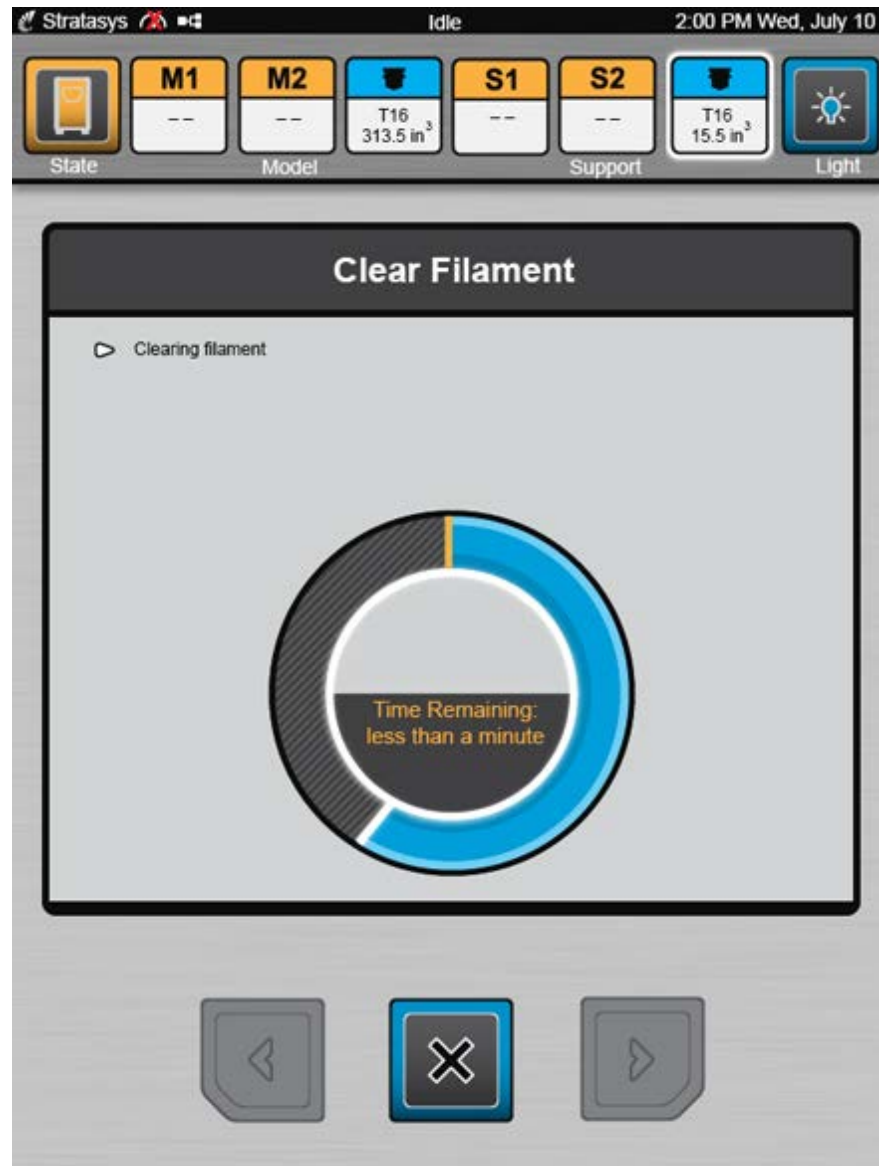 Stratasys Idle 2:00 PM Wed, July 10
M1 M2 S1 S2
-- -- T16 -- -- T16
313.5 in³ 15.5 in³
State Model Support Light
Clear Filament
Clearing filament
Time Remaining:
less than a minute